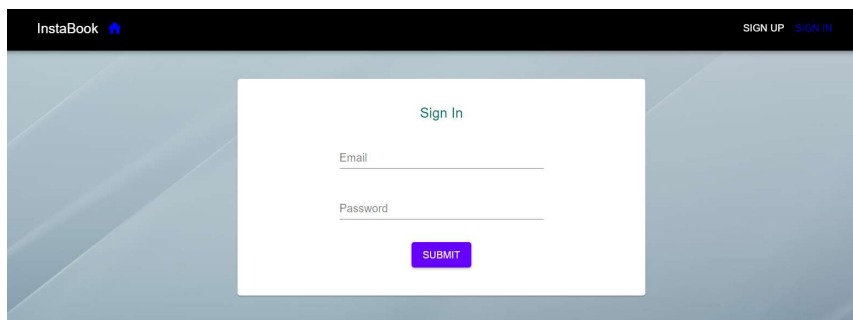 InstaBook SIGN UP SIGN IN
Sign In
Email
Password
SUBMIT